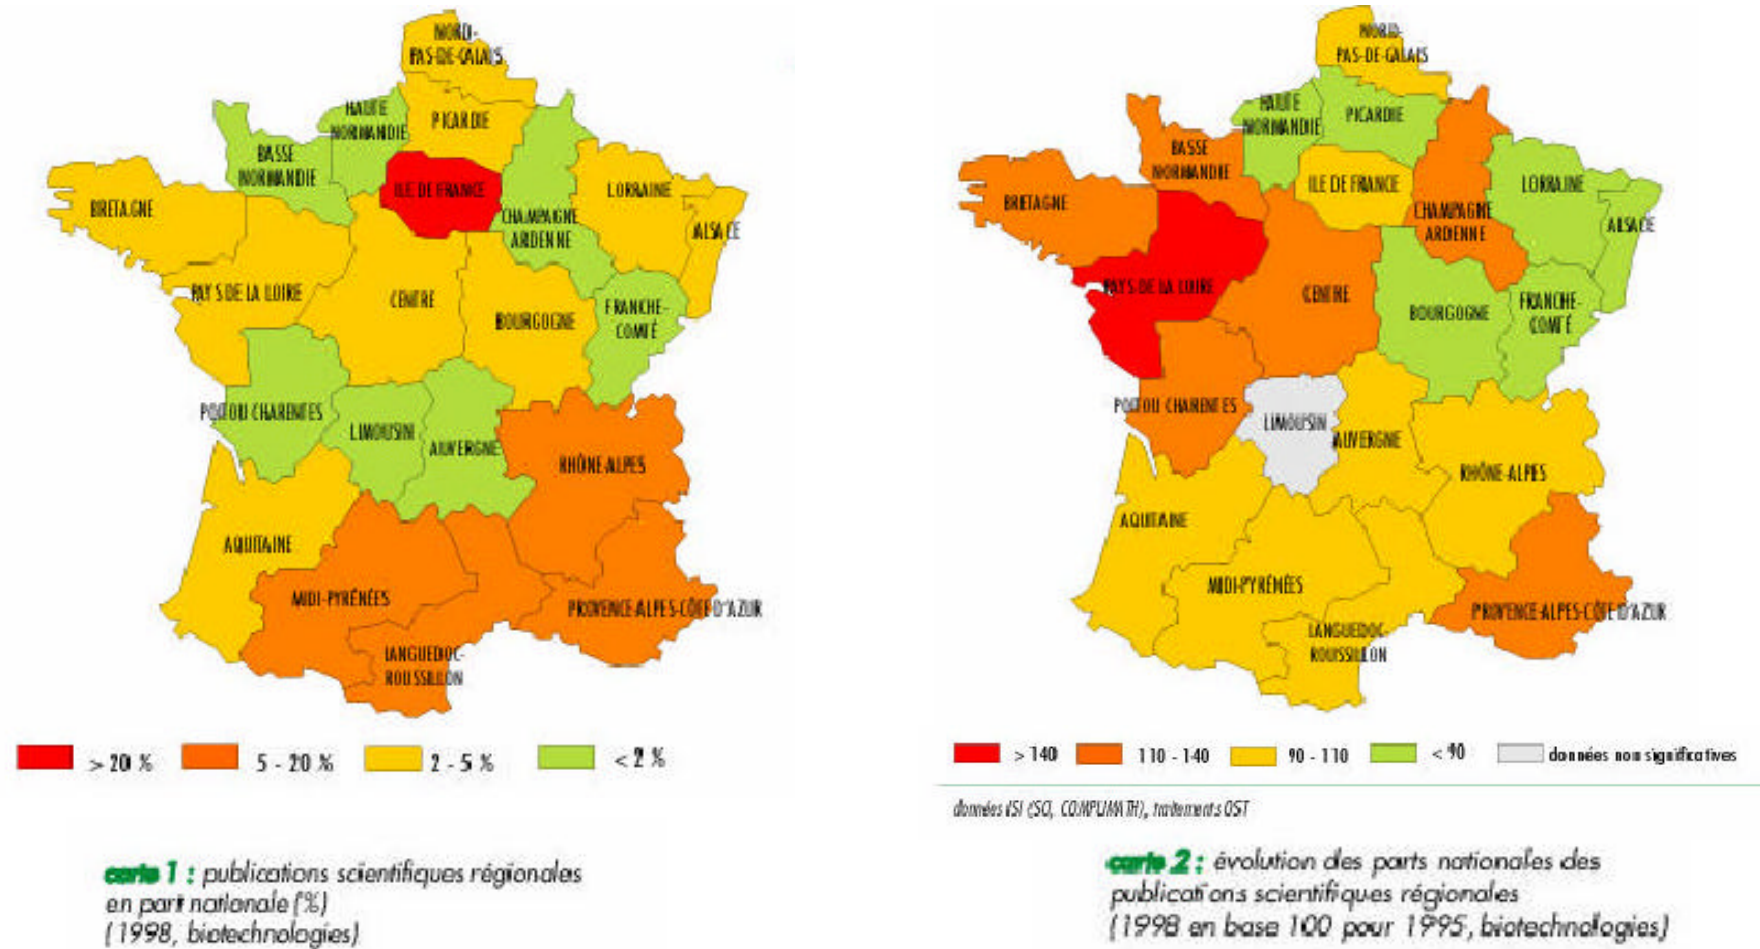 NORD-
PAS-DE-CALAIS
HAUTE
NORMANDIE
PICARDIE
BASSE
NORMANDIE
ILE DE FRANCE
LORRAINE
BRETAGNE
CHAMPAGNE
ARDENNE
ALSACE
PAYS DE LA LOIRE
CENTRE
BOURGOGNE
FRANCHE-
COMTÉ
POITOU CHARENTES
LIMOUSIN
AUVERGNE
RHÔNE-ALPES
AQUITAINE
MIDI-PYRÉNÉES
PROVENCE-ALPES-CÔTE D'AZUR
LANGUEDOC-
ROUSSILLON
> 20 % 5 - 20 % 2 - 5 % < 2 %
carte 1 : publications scientifiques régionales
en part nationale (%)
(1998, biotechnologies)
NORD-
PAS-DE-CALAIS
HAUTE
NORMANDIE
PICARDIE
BASSE
NORMANDIE
ILE DE FRANCE
LORRAINE
BRETAGNE
CHAMPAGNE
ARDENNE
ALSACE
PAYS DE LA LOIRE
CENTRE
BOURGOGNE
FRANCHE-
COMTÉ
POITOU CHARENTES
LIMOUSIN
AUVERGNE
RHÔNE-ALPES
AQUITAINE
MIDI-PYRÉNÉES
PROVENCE-ALPES-CÔTE D'AZUR
LANGUEDOC-
ROUSSILLON
> 140 110 - 140 90 - 110 < 90 données non significatives
données ISI (SCI, COMPUMATH), traitements OST
carte 2 : évolution des parts nationales des
publications scientifiques régionales
(1998 en base 100 pour 1995, biotechnologies)